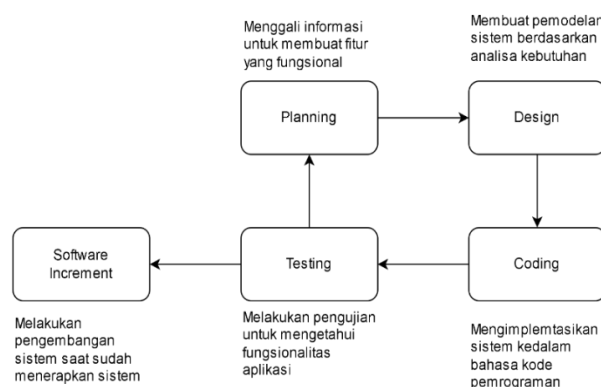 Menggali informasi
untuk membuat fitur
yang fungsional
Membuat pemodelan
sistem berdasarkan
analisa kebutuhan
Planning
Design
Software
Increment
Testing
Coding
Melakukan
pengembangan
sistem saat sudah
menerapkan sistem
Melakukan pengujian
untuk mengetahui
fungsionalitas
aplikasi
Mengimplemtasikan
sistem kedalam
bahasa kode
pemrograman